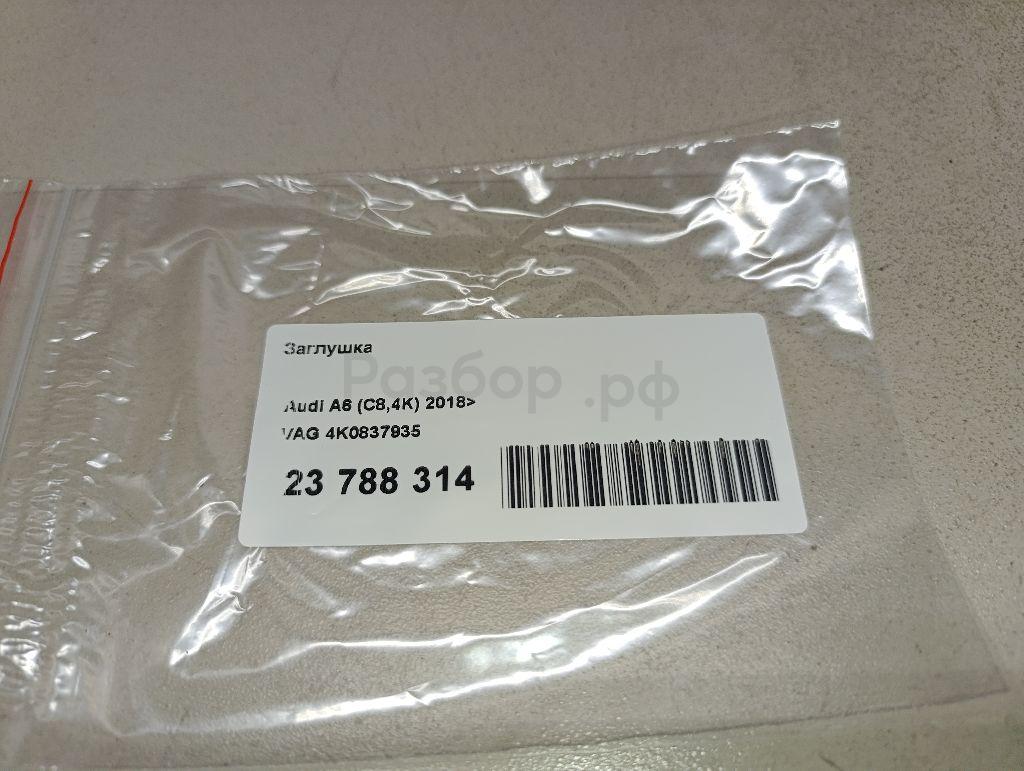 Заглушка
Разбор.рф
Audi A6 (C8,4K) 2018>
VAG 4K0837935
23 788 314